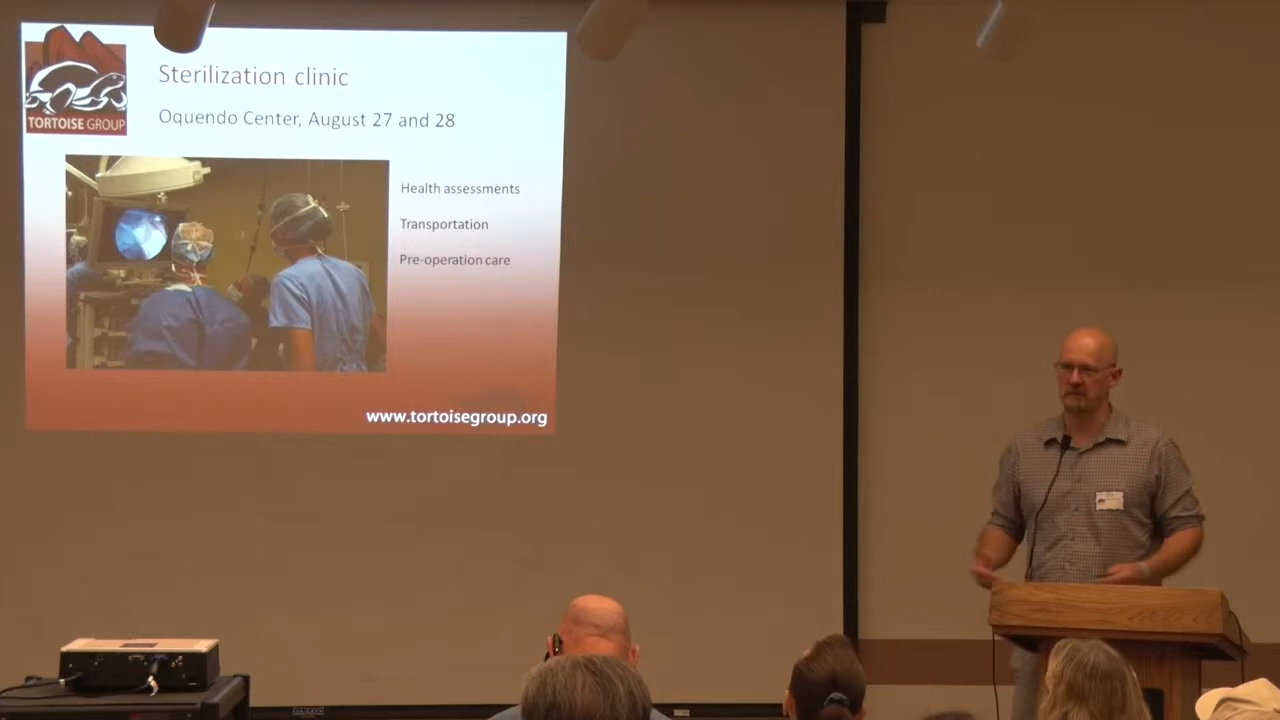 Sterilization clinic
Oquendo Center, August 27 and 28
TORTOISE GROUP
Health assessments
Transportation
Pre-operation care
www.tortoisegroup.org